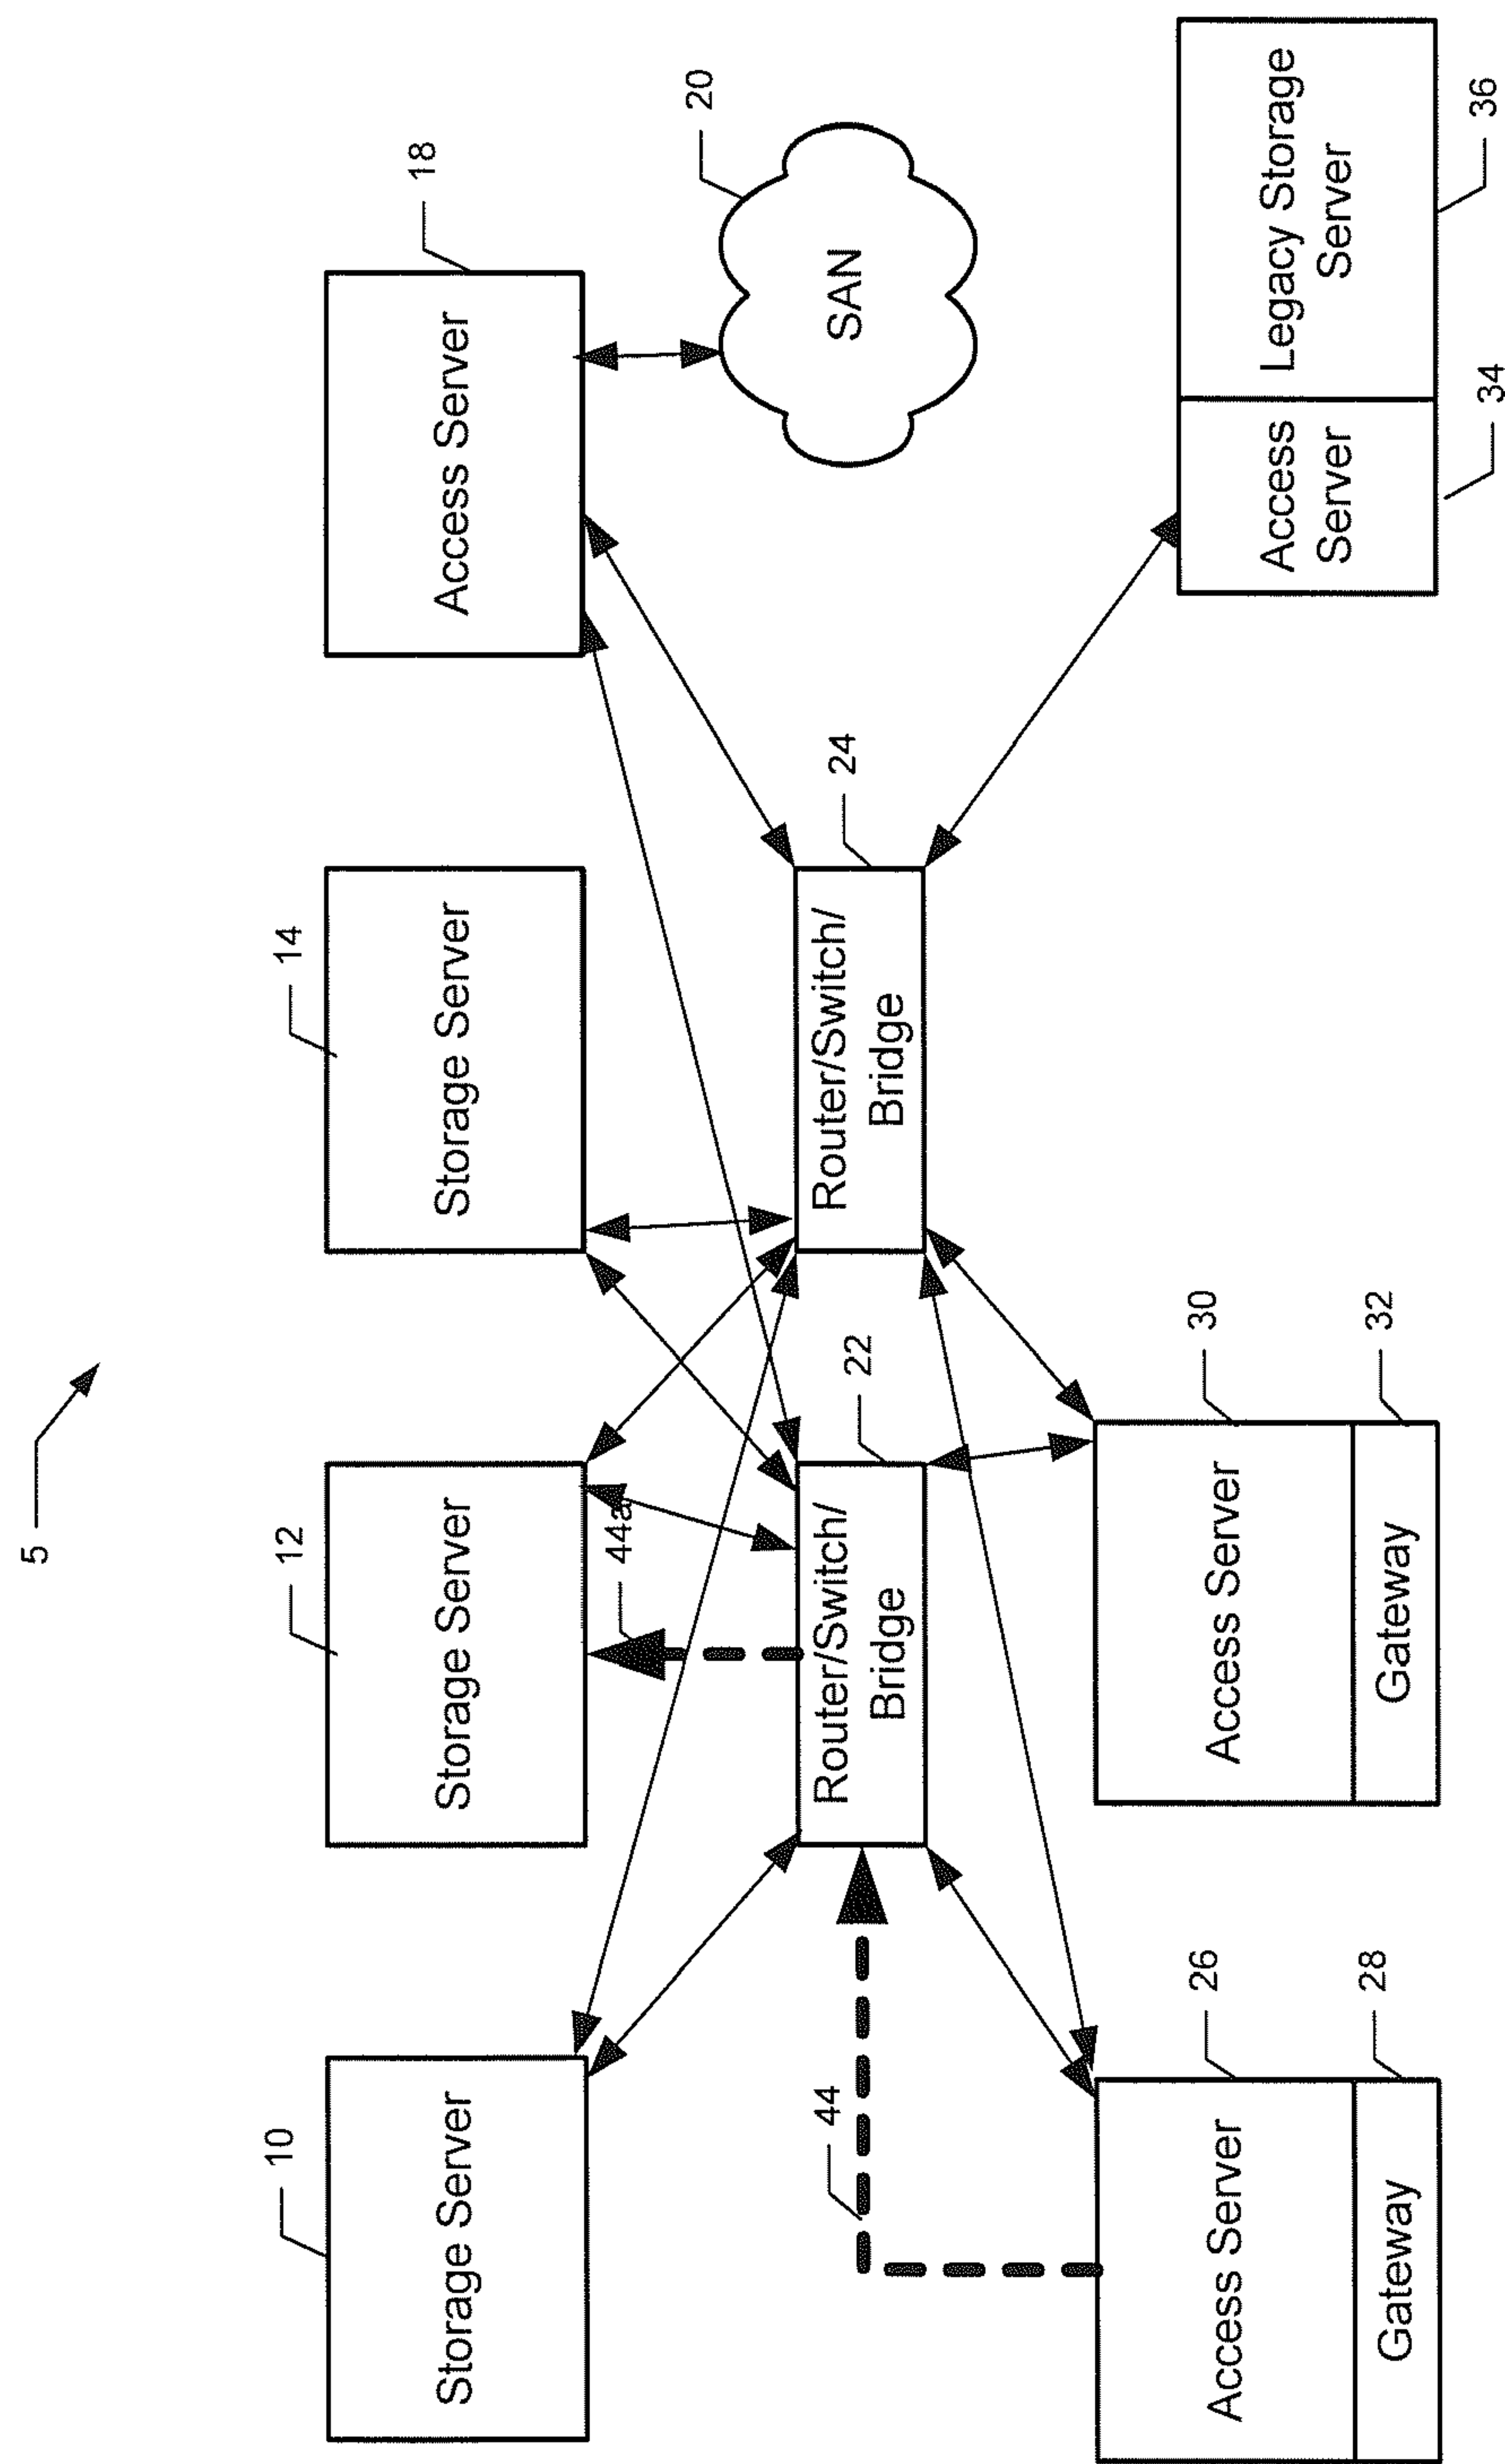 5
10
Storage Server
12
Storage Server
14
Storage Server
18
Access Server
44a
20
SAN
44
22
Router/Switch/
Bridge
24
Router/Switch/
Bridge
26
Access Server
28
Gateway
30
Access Server
32
Gateway
34
Access
Server
36
Legacy Storage
Server